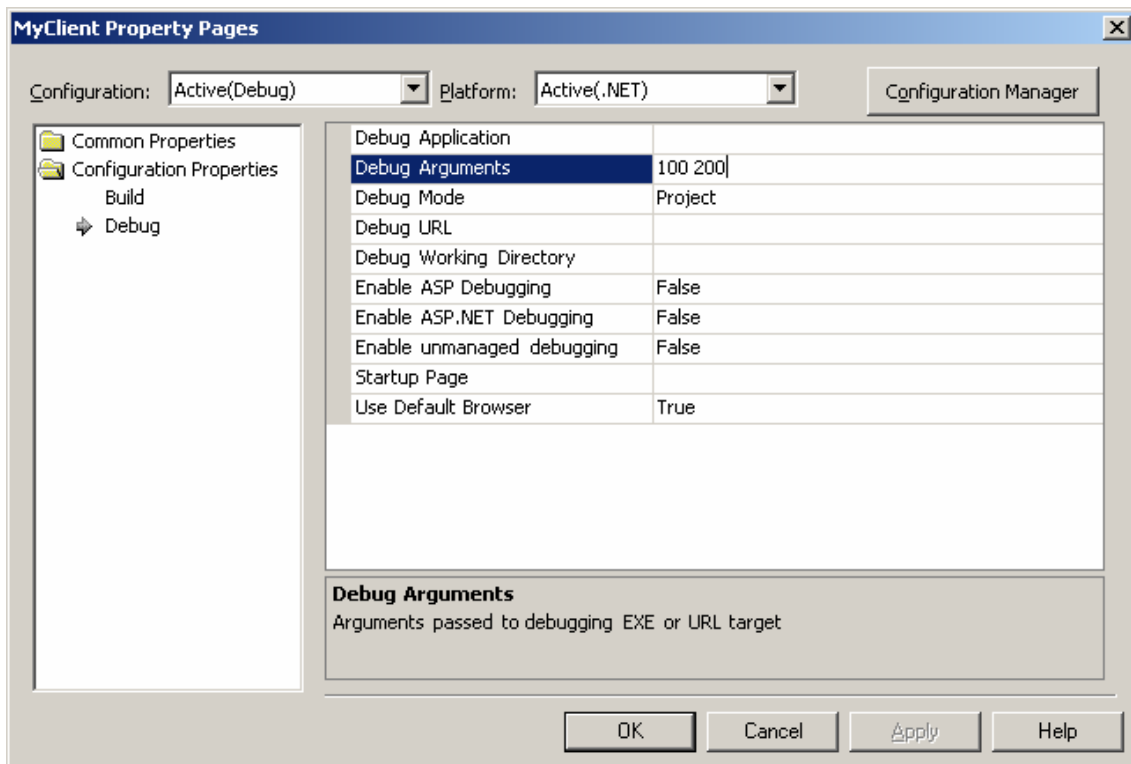 MyClient Property Pages
Configuration: Active(Debug) Platform: Active(.NET) Configuration Manager
Common Properties
Configuration Properties
Build
Debug
Debug Application
Debug Arguments 100 200
Debug Mode Project
Debug URL
Debug Working Directory
Enable ASP Debugging False
Enable ASP.NET Debugging False
Enable unmanaged debugging False
Startup Page
Use Default Browser True
Debug Arguments
Arguments passed to debugging EXE or URL target
OK Cancel Apply Help